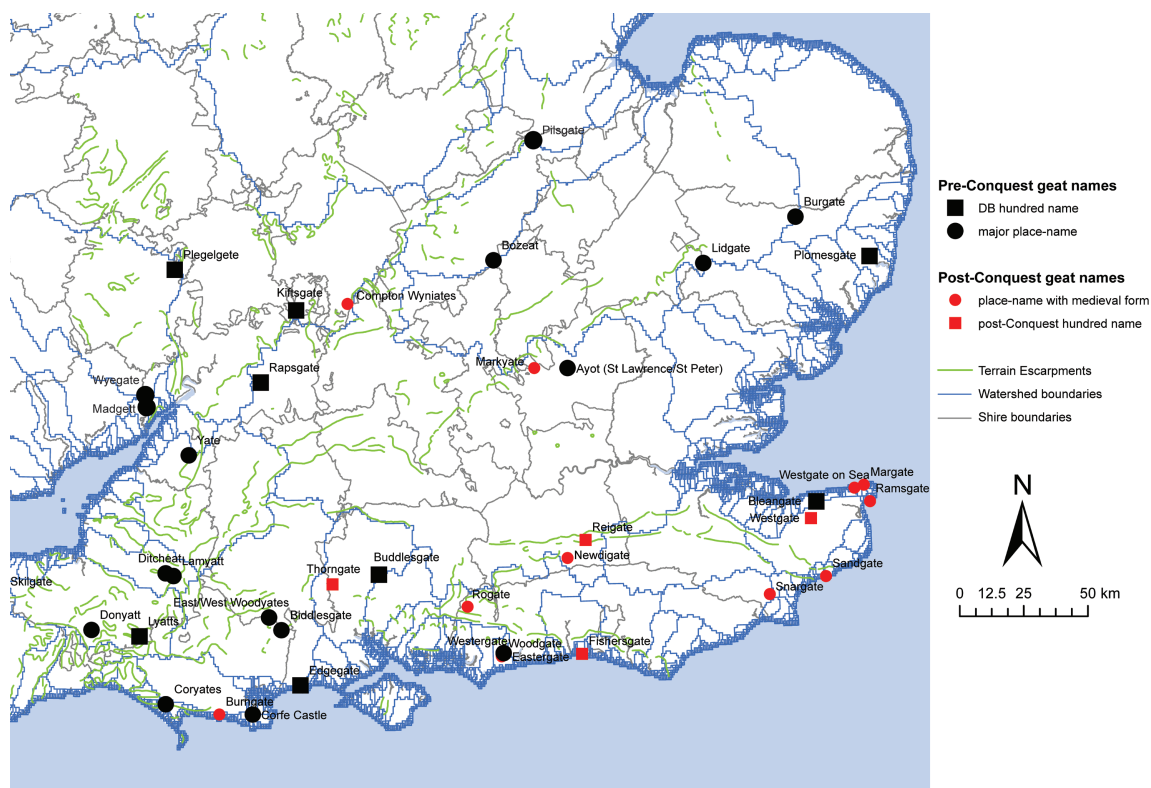 Pilsgate
Burgate
Bozeat
Lidgate
Plomesgate
Plegelgete
Kiftsgate
Compton Wyniates
Markyate
Ayot (St Lawrence/St Peter)
Rapsgate
Wyegate
Madgett
Yate
Westgate on Sea
Margate
Ramsgate
Bleangate
Westgate
Reigate
Newdigate
Sandgate
Snargate
Ditcheat
Lamyatt
Skilgate
Buddlesgate
Thorngate
Rogate
East/West Woodyates
Biddlesgate
Donyatt
Lyatts
Westergate
Woodgate
Eastergate
Fishersgate
Edgegate
Coryates
Burngate
Corfe Castle
Pre-Conquest geat names
DB hundred name
major place-name
Post-Conquest geat names
place-name with medieval form
post-Conquest hundred name
Terrain Escarpments
Watershed boundaries
Shire boundaries
N
0 12.5 25 50 km